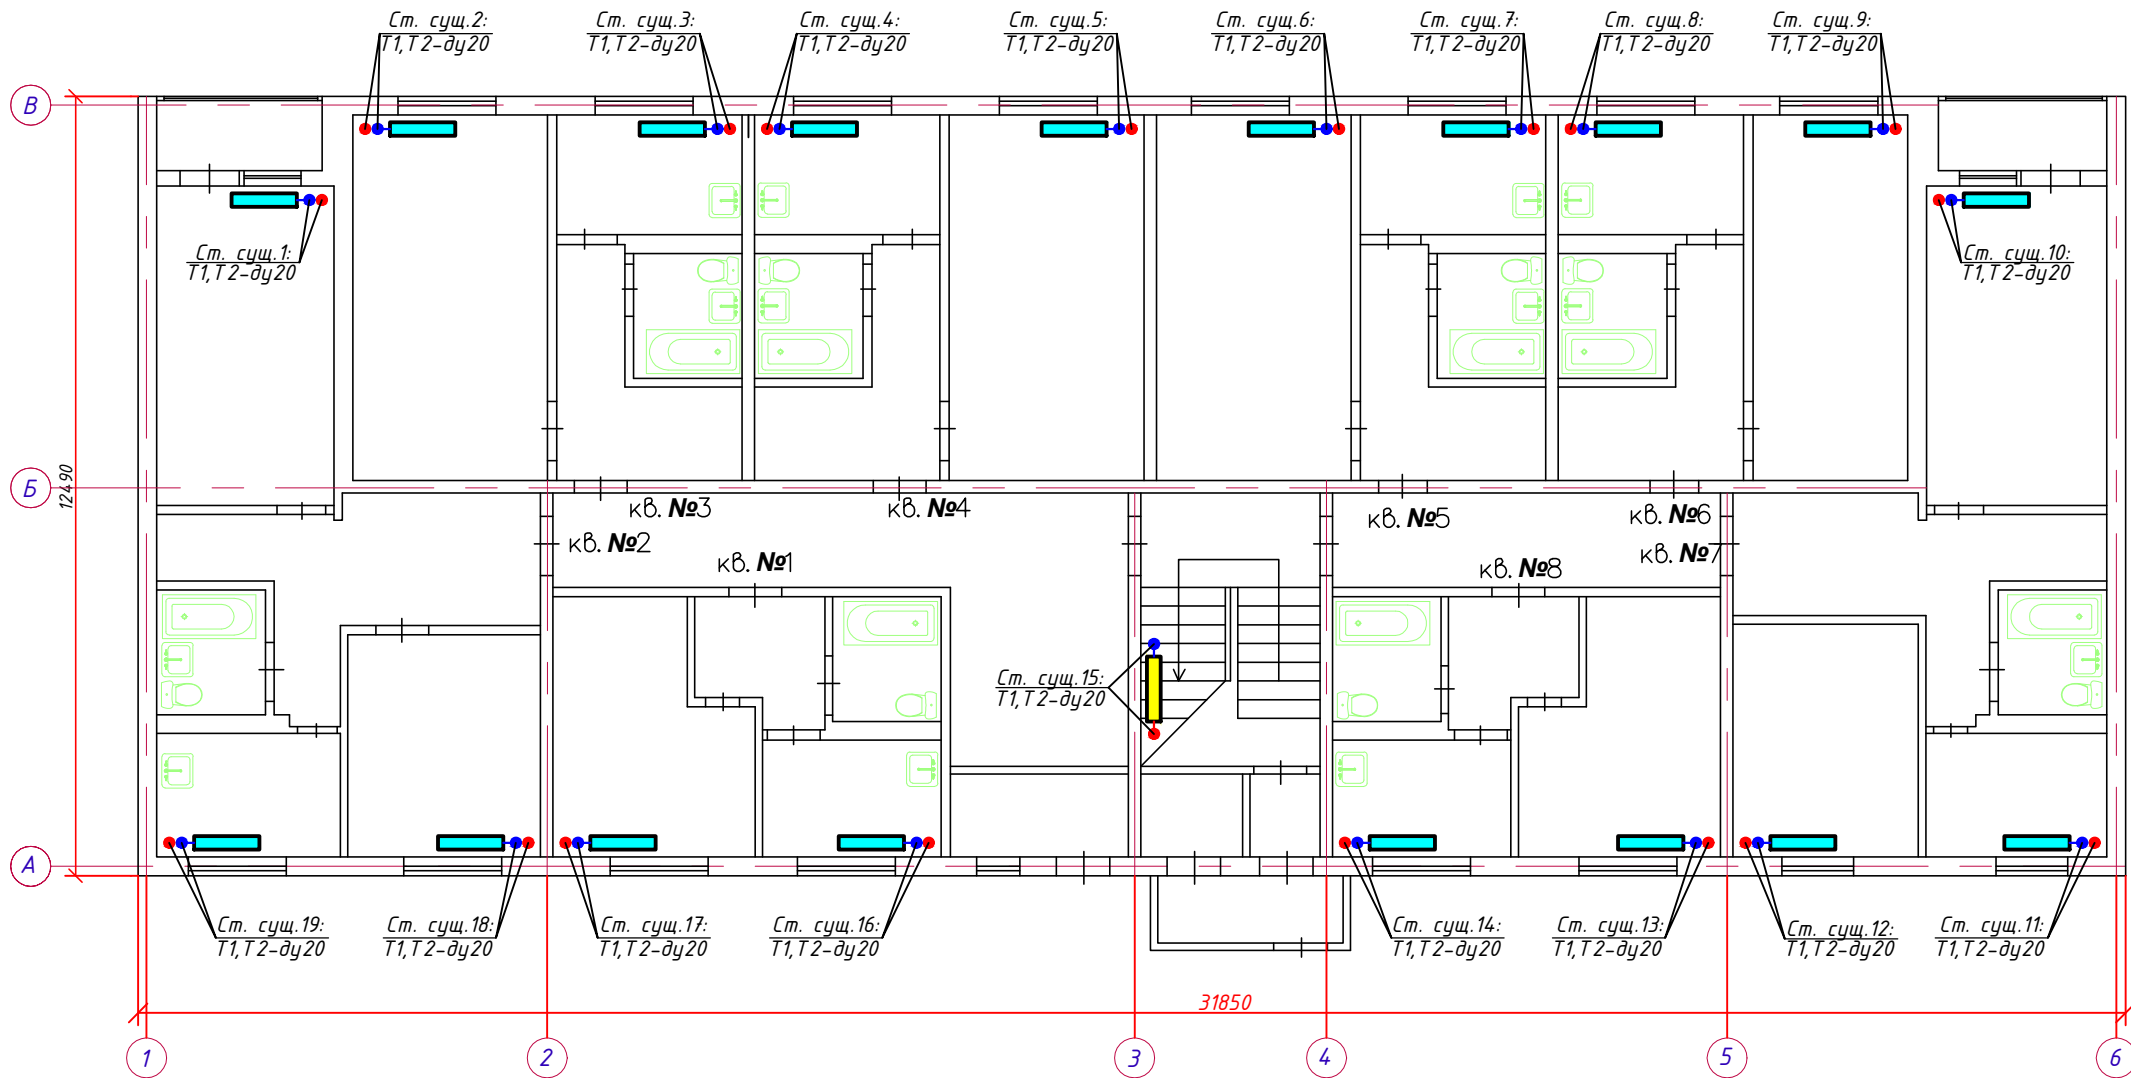 Ст. сущ.2:
Т1,Т2-ду20
Ст. сущ.3:
Т1,Т2-ду20
Ст. сущ.4:
Т1,Т2-ду20
Ст. сущ.5:
Т1,Т2-ду20
Ст. сущ.6:
Т1,Т2-ду20
Ст. сущ.7:
Т1,Т2-ду20
Ст. сущ.8:
Т1,Т2-ду20
Ст. сущ.9:
Т1,Т2-ду20
В
Ст. сущ.1:
Т1,Т2-ду20
Ст. сущ.10:
Т1,Т2-ду20
Б
12490
кв. №3
кв. №4
кв. №5
кв. №6
кв. №2
кв. №1
кв. №8
кв. №7
Ст. сущ.15:
Т1,Т2-ду20
А
Ст. сущ.19:
Т1,Т2-ду20
Ст. сущ.18:
Т1,Т2-ду20
Ст. сущ.17:
Т1,Т2-ду20
Ст. сущ.16:
Т1,Т2-ду20
Ст. сущ.14:
Т1,Т2-ду20
Ст. сущ.13:
Т1,Т2-ду20
Ст. сущ.12:
Т1,Т2-ду20
Ст. сущ.11:
Т1,Т2-ду20
31850
1
2
3
4
5
6